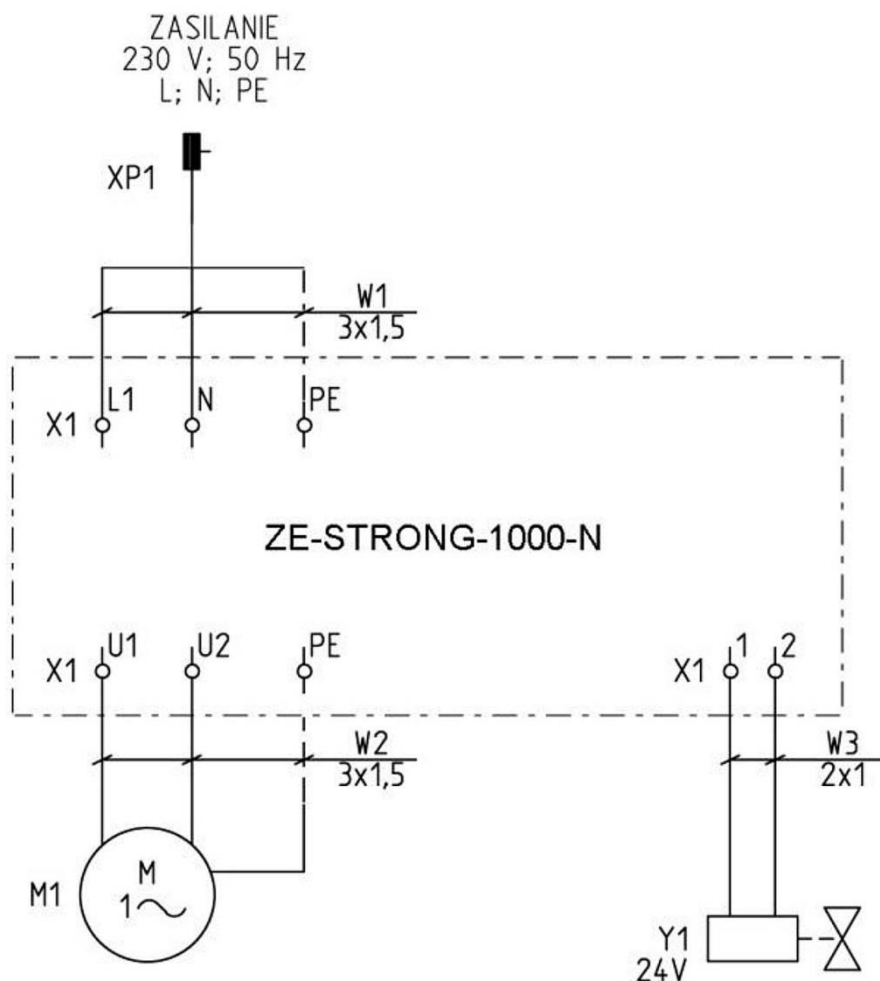 ZASILANIE
230 V; 50 Hz
L; N; PE
XP1
W1
3x1,5
X1 L1 N PE
ZE-STRONG-1000-N
X1 U1 U2 PE
X1 1 2
W2
3x1,5
W3
2x1
M1
M
1
Y1
24V